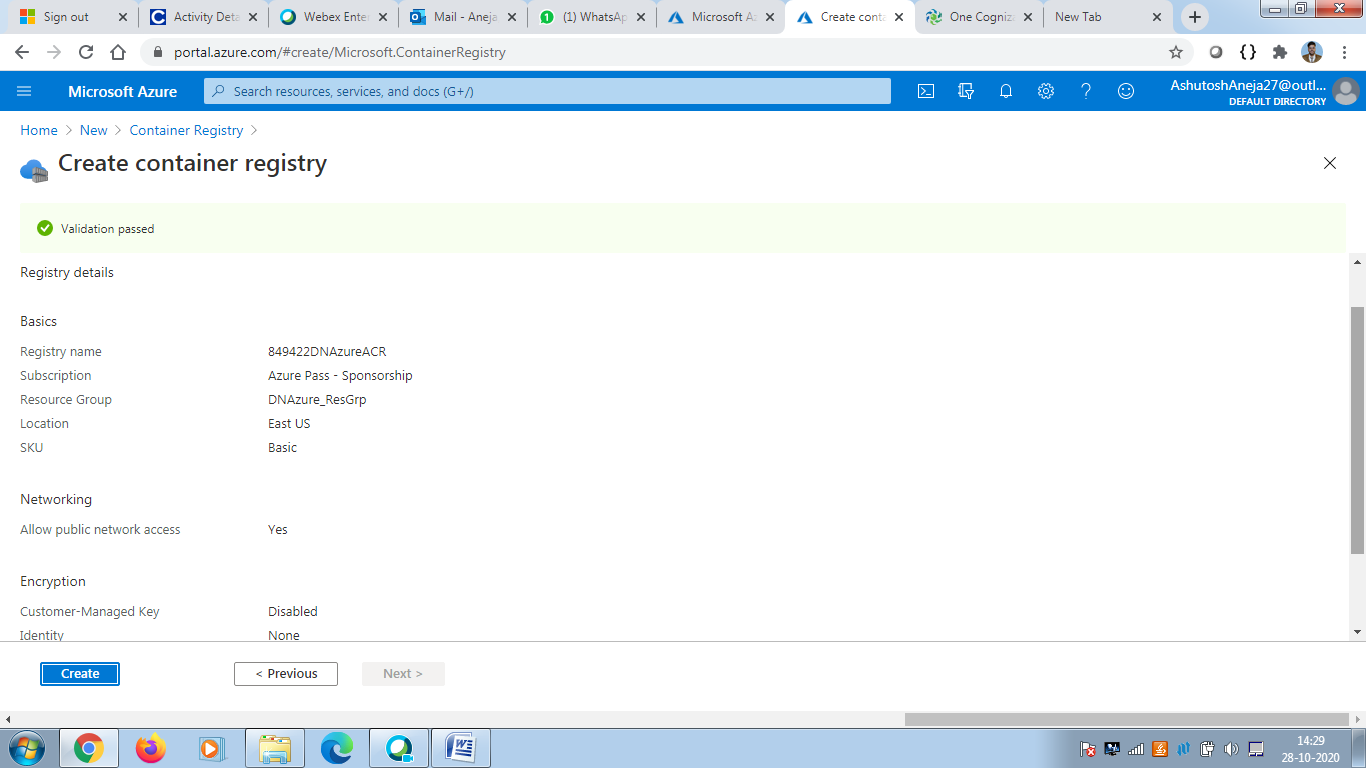 Sign out
Activity Deta
Webex Enter
Mail - Aneja
(1) WhatsAp
Microsoft Az
Create conta
One Cogniza
New Tab
portal.azure.com/#create/Microsoft.ContainerRegistry
Microsoft Azure
Search resources, services, and docs (G+/)
AshutoshAneja27@outl...
DEFAULT DIRECTORY
Home > New > Container Registry >
Create container registry
Validation passed
Registry details
Basics
Registry name 849422DNAzureACR
Subscription Azure Pass - Sponsorship
Resource Group DNAzure_ResGrp
Location East US
SKU Basic
Networking
Allow public network access Yes
Encryption
Customer-Managed Key Disabled
Identity None
Create
< Previous
Next >
14:29
28-10-2020